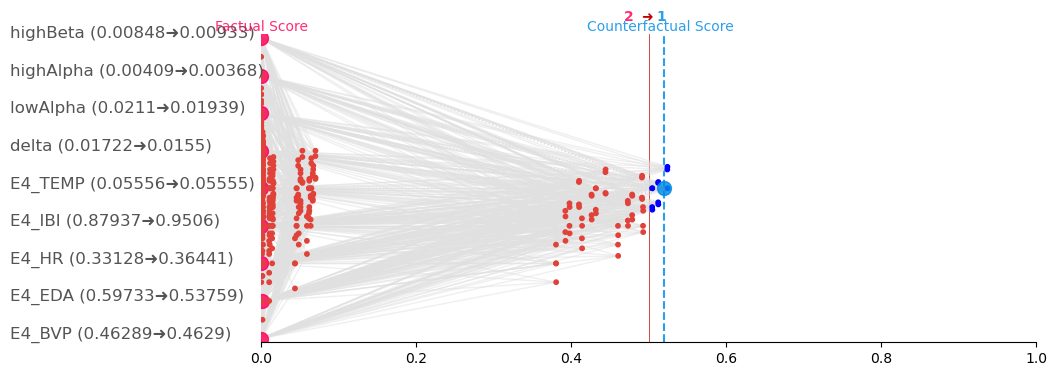 2 ➜ 1
Factual Score
Counterfactual Score
highBeta (0.00848➜0.00933)
highAlpha (0.00409➜0.00368)
lowAlpha (0.0211➜0.01939)
delta (0.01722➜0.0155)
E4_TEMP (0.05556➜0.05555)
E4_IBI (0.87937➜0.9506)
E4_HR (0.33128➜0.36441)
E4_EDA (0.59733➜0.53759)
E4_BVP (0.46289➜0.4629)
0.0 0.2 0.4 0.6 0.8 1.0